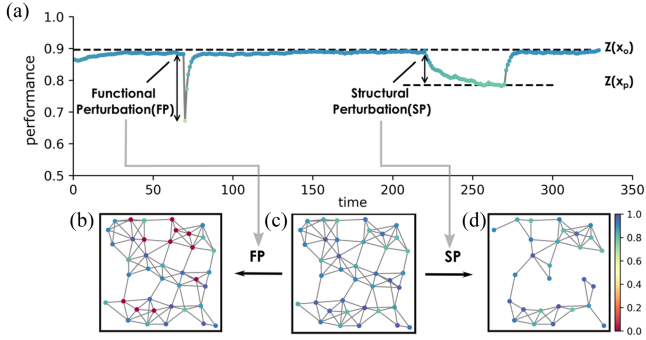 (a)
1.0
0.9
0.8
0.7
0.6
0.5
performance
Z(x₀)
Z(xₚ)
Functional
Perturbation(FP)
Structural
Perturbation(SP)
0
50
100
150
200
250
300
350
time
(b)
(c)
(d)
FP
SP
1.0
0.8
0.6
0.4
0.2
0.0